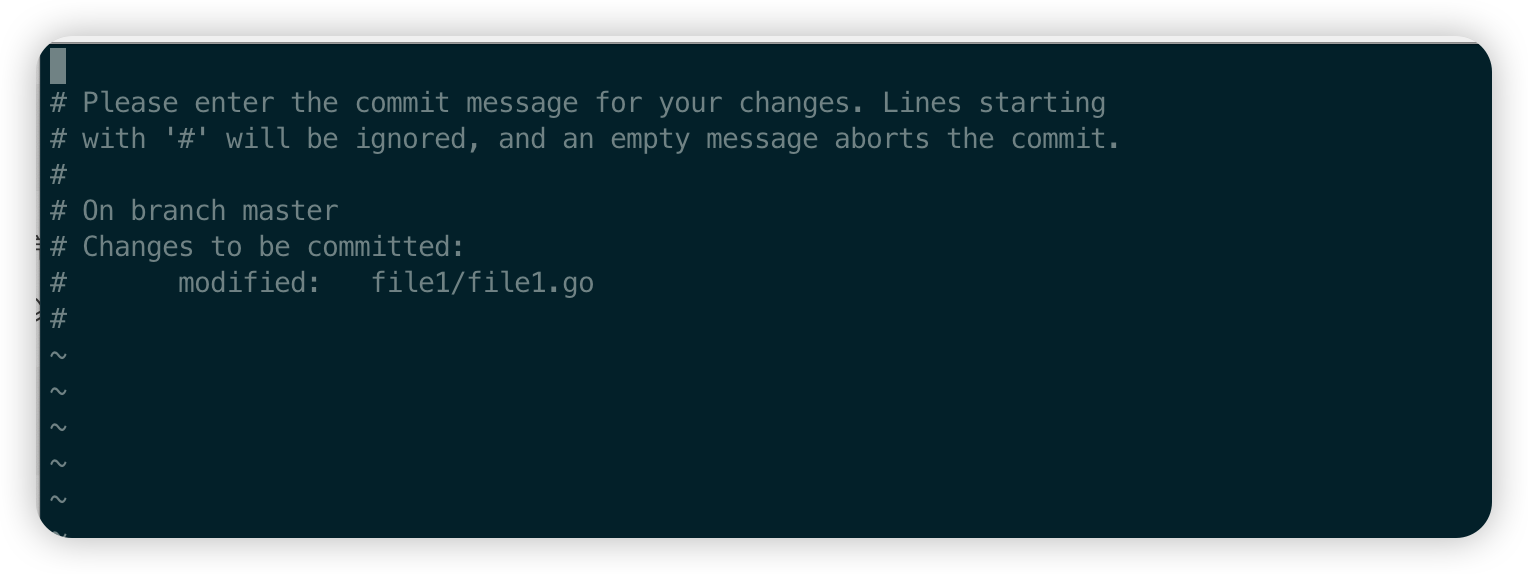 # Please enter the commit message for your changes. Lines starting
# with '#' will be ignored, and an empty message aborts the commit.
#
# On branch master
# Changes to be committed:
#       modified:   file1/file1.go
#
~
~
~
~
~
~